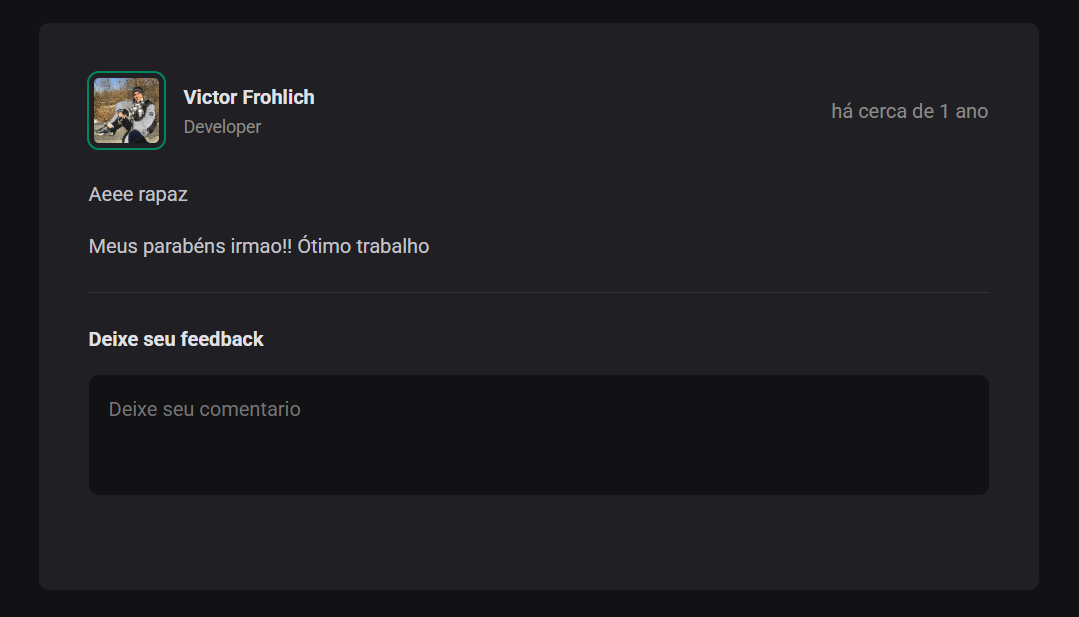 Victor Frohlich
Developer
há cerca de 1 ano
Aeee rapaz
Meus parabéns irmao!! Ótimo trabalho
Deixe seu feedback
Deixe seu comentario